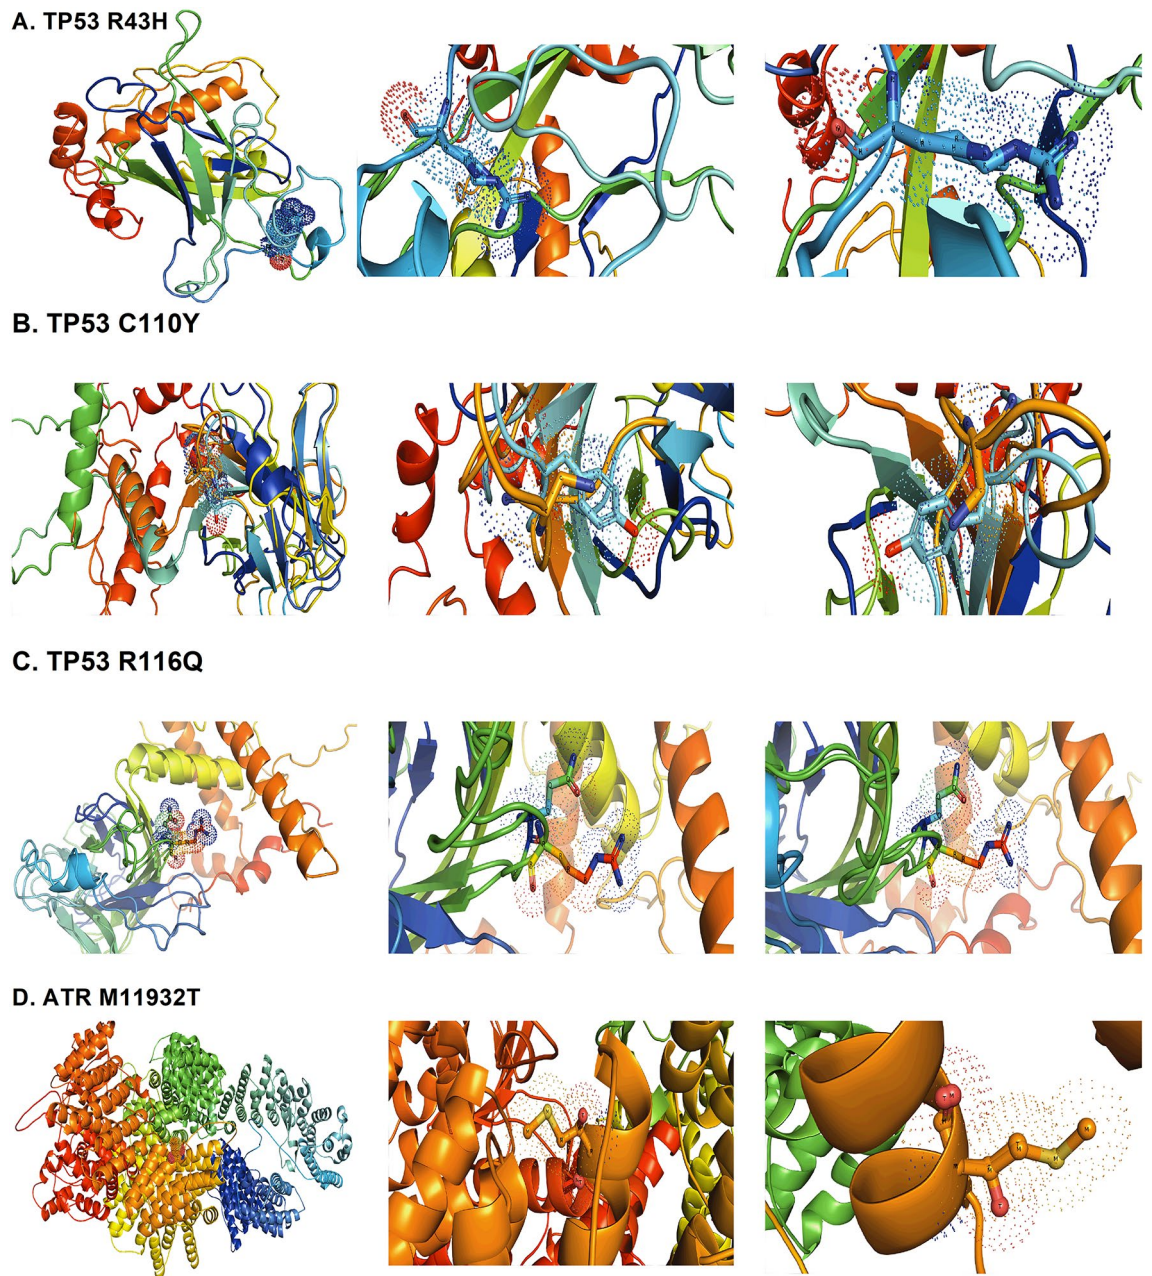 A. TP53 R43H
B. TP53 C110Y
C. TP53 R116Q
D. ATR M11932T